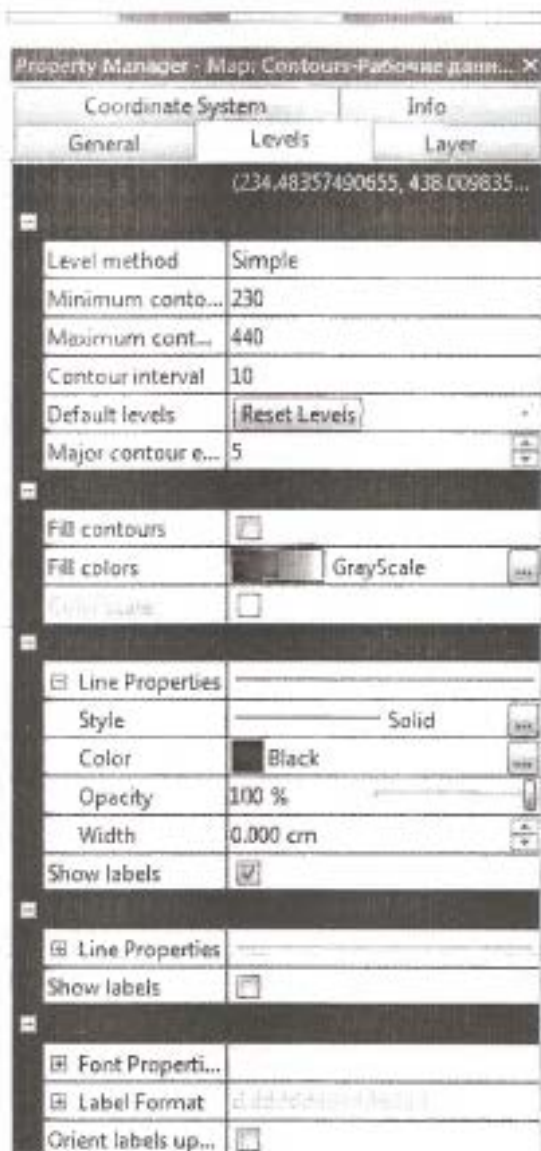 Property Manager - Map: Contours-Рабочие данн... ×
Coordinate System Info
General Levels Layer
(234.48357490655, 438.009835...
Level method Simple
Minimum conto... 230
Maximum cont... 440
Contour interval 10
Default levels Reset Levels
Major contour e... 5
Fill contours
Fill colors GrayScale ...
Color scale
Line Properties
Style Solid ...
Color Black ...
Opacity 100 %
Width 0.000 cm
Show labels
Line Properties
Show labels
Font Properti...
Label Format
Orient labels up...